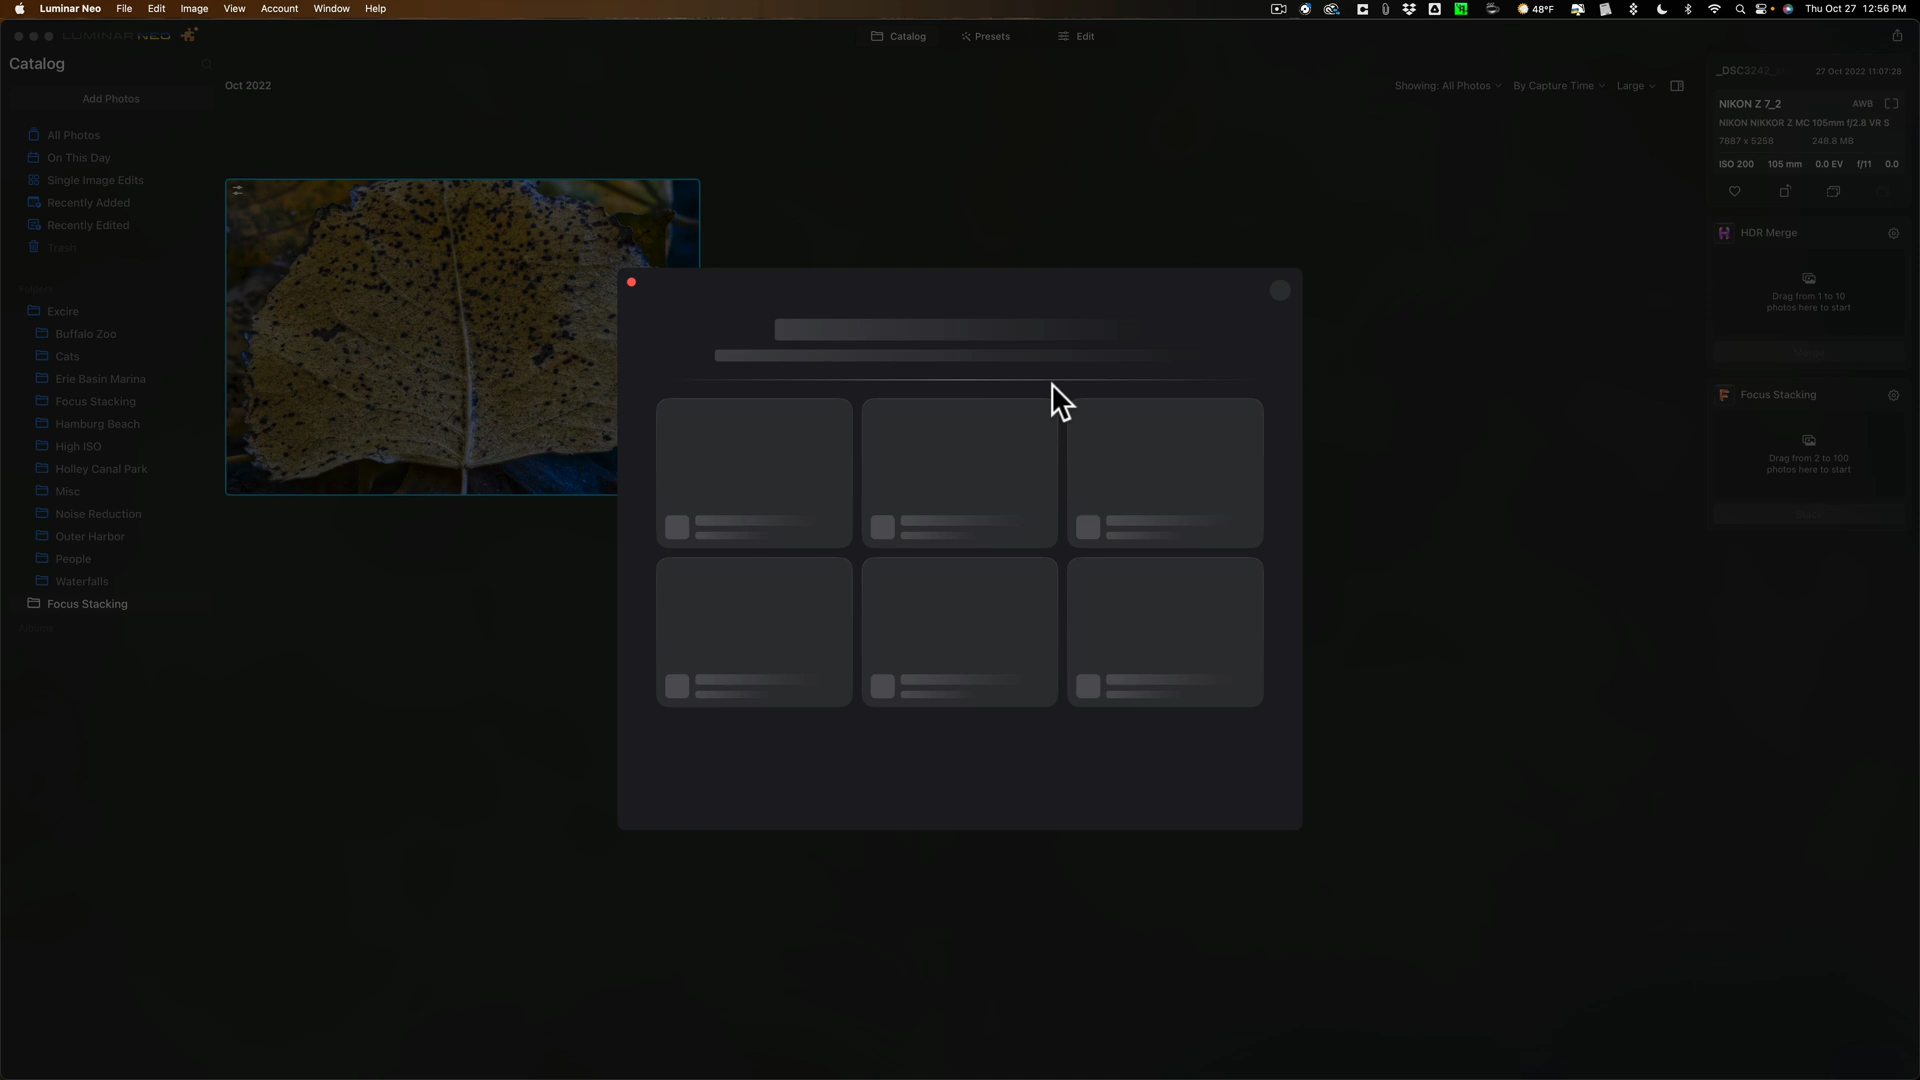 Luminar Neo File Edit Image View Account Window Help
48°F Thu Oct 27 12:56 PM
LUMINAR NEO
Catalog Presets Edit
Catalog
Add Photos
All Photos
On This Day
Single Image Edits
Recently Added
Recently Edited
Trash
Folders
Excire
Buffalo Zoo
Cats
Erie Basin Marina
Focus Stacking
Hamburg Beach
High ISO
Holley Canal Park
Misc
Noise Reduction
Outer Harbor
People
Waterfalls
Focus Stacking
Albums
Oct 2022
Showing: All Photos By Capture Time Large
27 Oct 2022 11:07:28
NIKON Z 7_2 AWB
NIKON NIKKOR Z MC 105mm f/2.8 VR S
7887 x 5258 248.8 MB
ISO 200 105 mm 0.0 EV f/11 0.0
HDR Merge
Drag from 1 to 10
photos here to start
Merge
Focus Stacking
Drag from 2 to 100
photos here to start